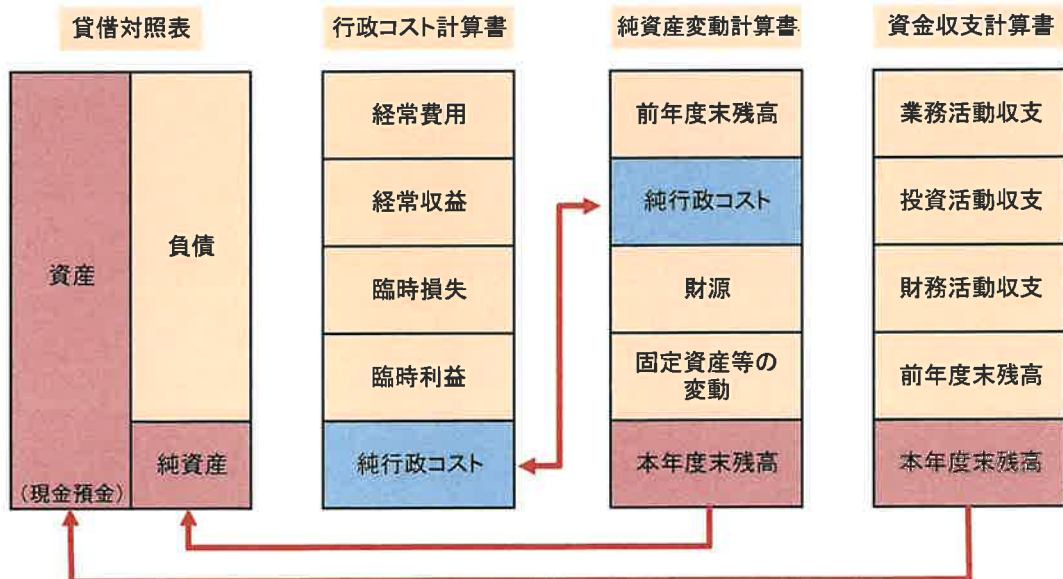 貸借対照表
行政コスト計算書
純資産変動計算書
資金収支計算書
資産
(現金預金)
負債
純資産
経常費用
経常収益
臨時損失
臨時利益
純行政コスト
前年度末残高
純行政コスト
財源
固定資産等の
変動
本年度末残高
業務活動収支
投資活動収支
財務活動収支
前年度末残高
本年度末残高